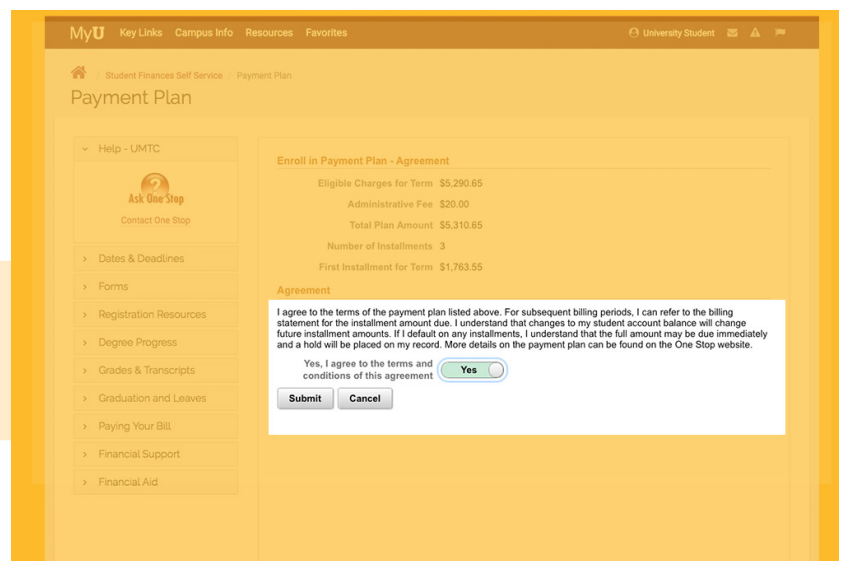 MyU Key Links Campus Info Resources Favorites University Student
/ Student Finances Self Service / Payment Plan
Payment Plan
Help - UMTC
Ask One Stop
Contact One Stop
Dates & Deadlines
Forms
Registration Resources
Degree Progress
Grades & Transcripts
Graduation and Leaves
Paying Your Bill
Financial Support
Financial Aid
Enroll in Payment Plan - Agreement
Eligible Charges for Term $5,290.65
Administrative Fee $20.00
Total Plan Amount $5,310.65
Number of Installments 3
First Installment for Term $1,763.55
Agreement
I agree to the terms of the payment plan listed above. For subsequent billing periods, I can refer to the billing
statement for the installment amount due. I understand that changes to my student account balance will change
future installment amounts. If I default on any installments, I understand that the full amount may be due immediately
and a hold will be placed on my record. More details on the payment plan can be found on the One Stop website.
Yes, I agree to the terms and
conditions of this agreement Yes
Submit Cancel